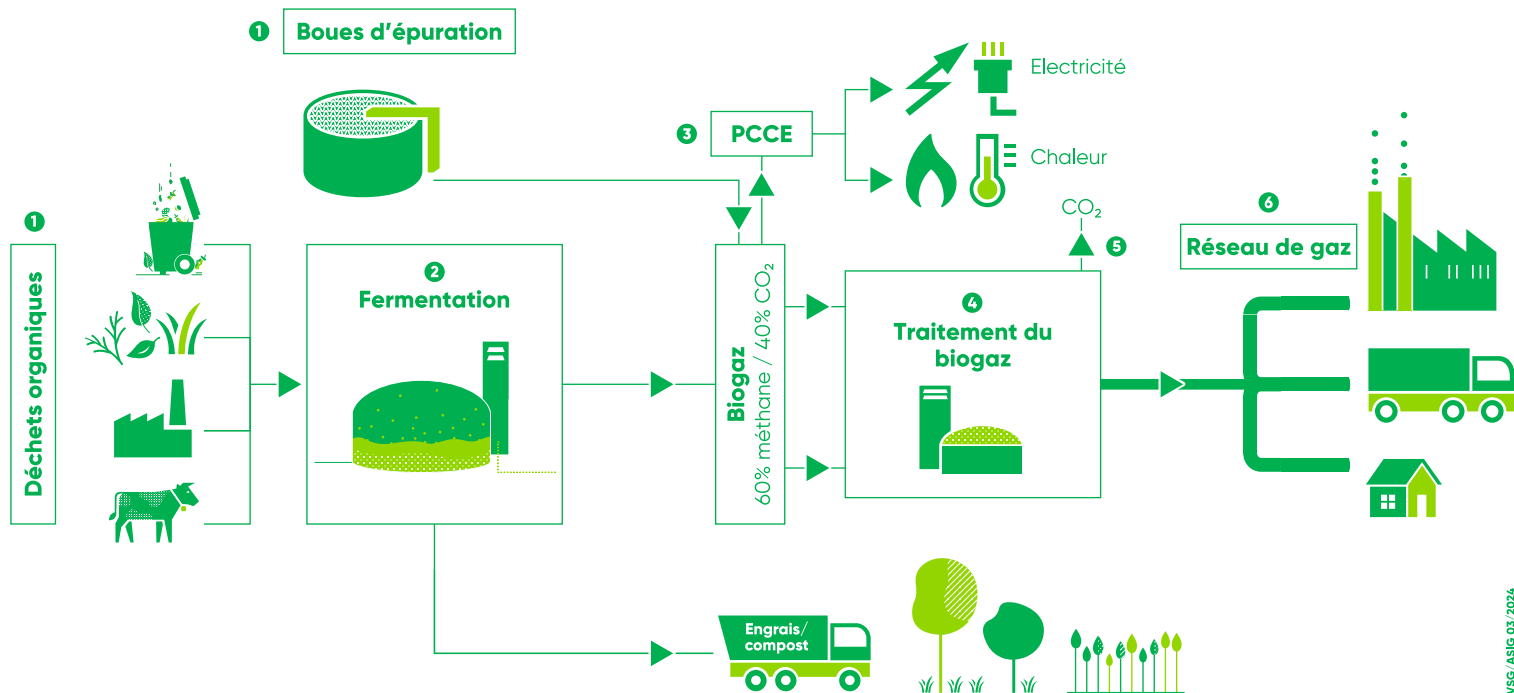 1 Boues d'épuration
3 PCCE
Electricité
Chaleur
1
Déchets organiques
2
Fermentation
Biogaz
60% méthane / 40% CO₂
4
Traitement du
biogaz
CO₂
5
6
Réseau de gaz
Engrais/
compost
VSG/ASIG 03/2024